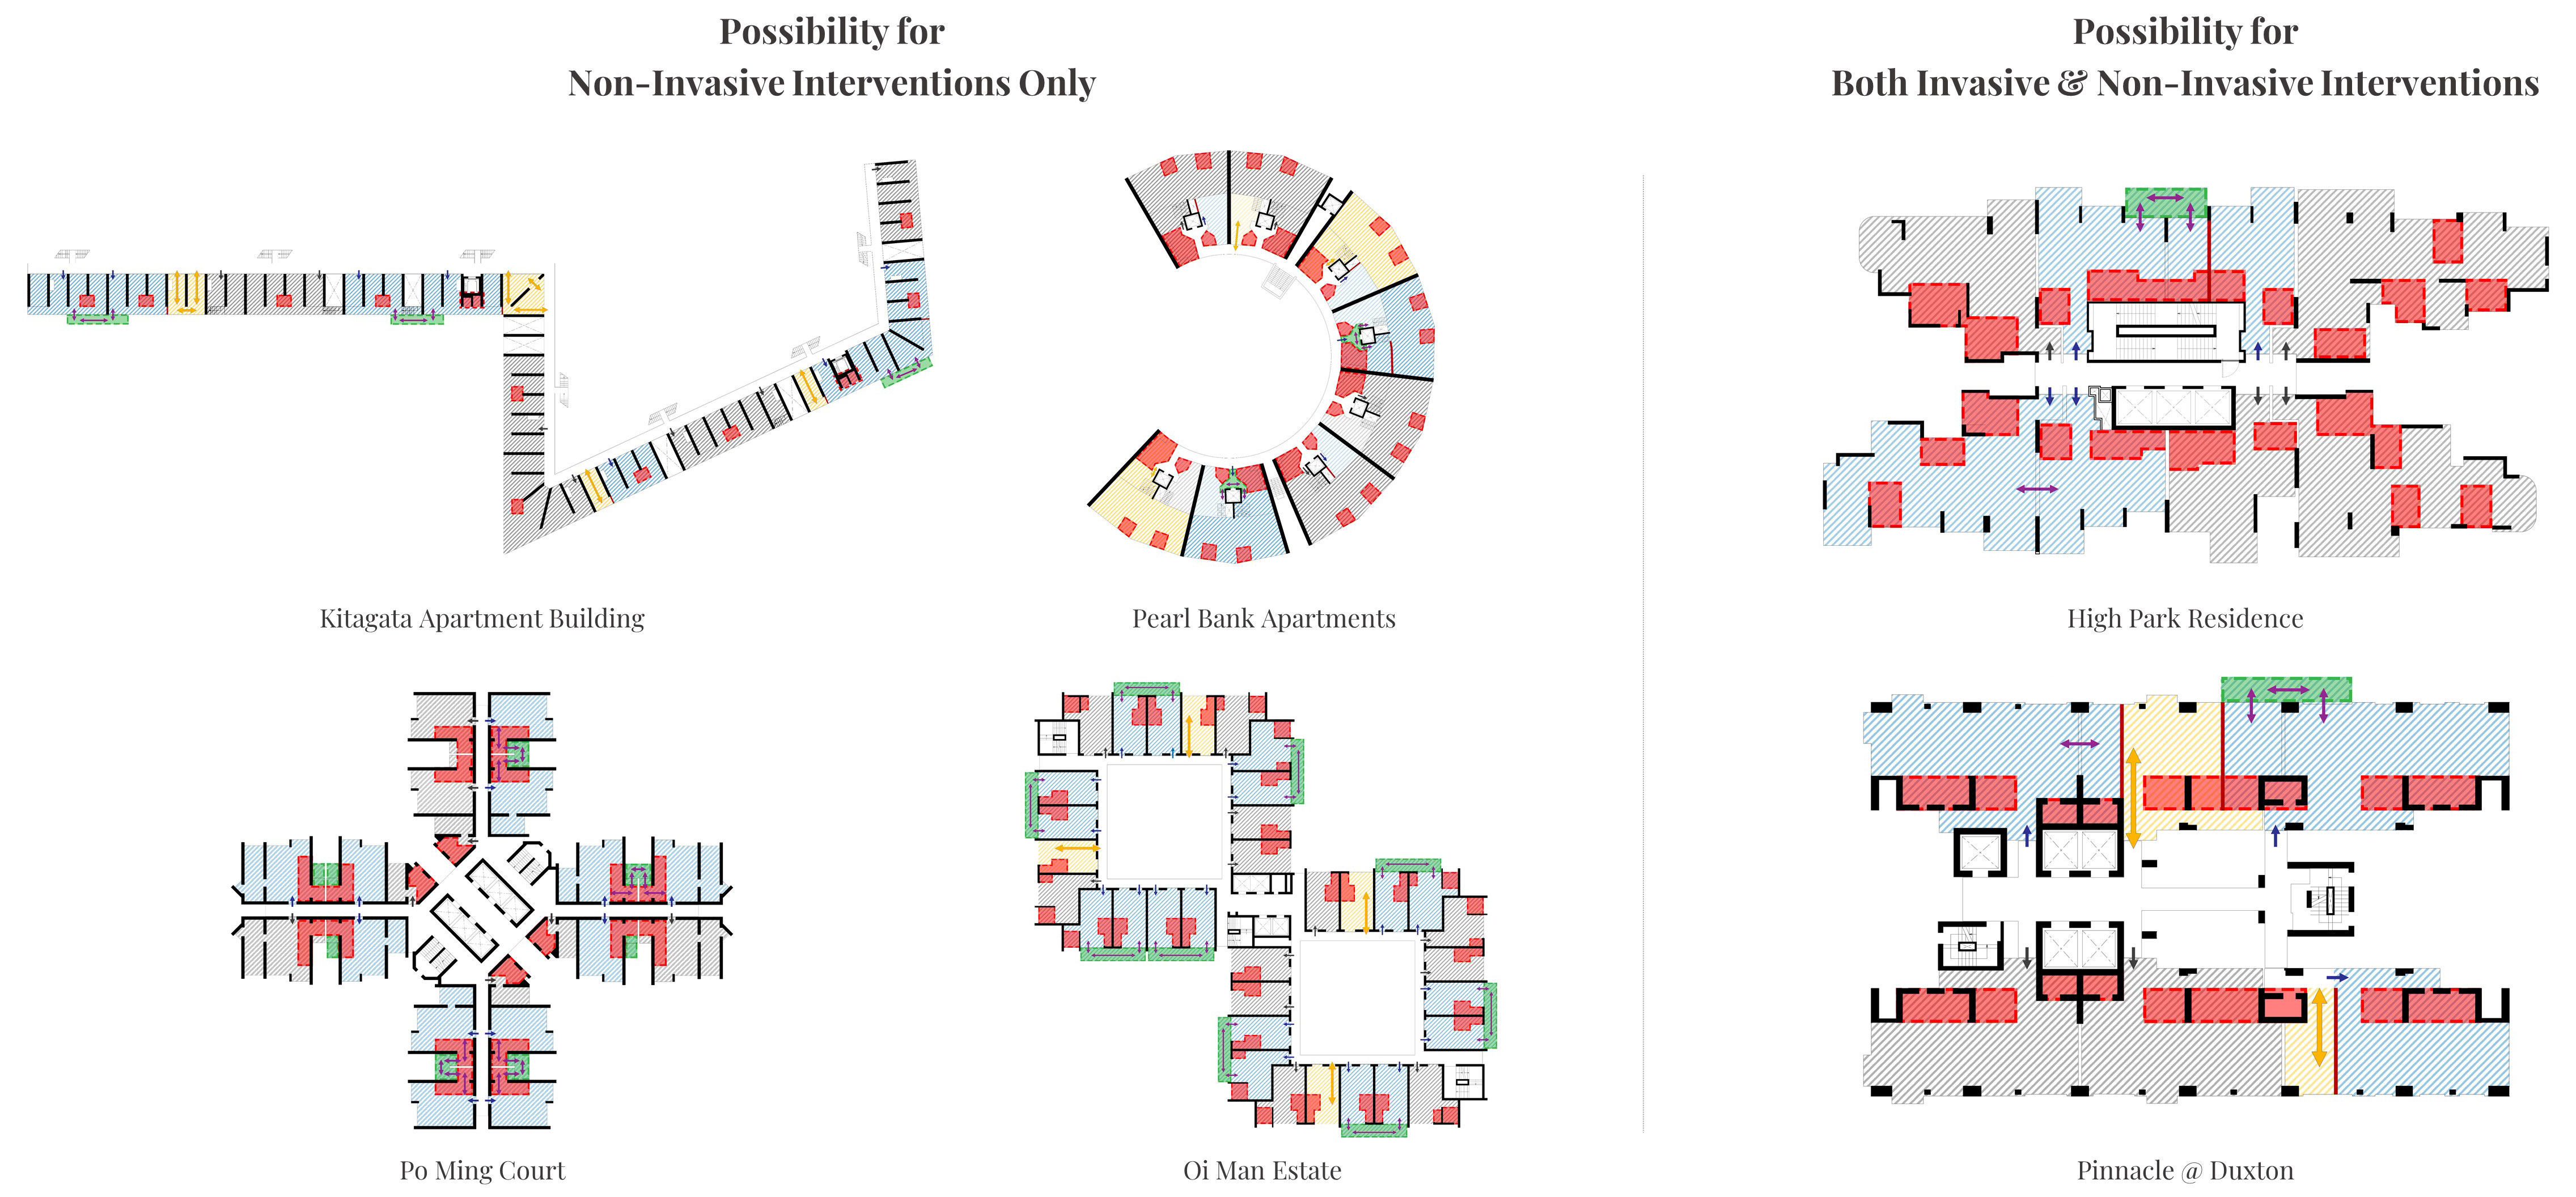 Possibility for
Non-Invasive Interventions Only
Possibility for
Both Invasive & Non-Invasive Interventions
Kitagata Apartment Building
Pearl Bank Apartments
High Park Residence
Po Ming Court
Oi Man Estate
Pinnacle @ Duxton